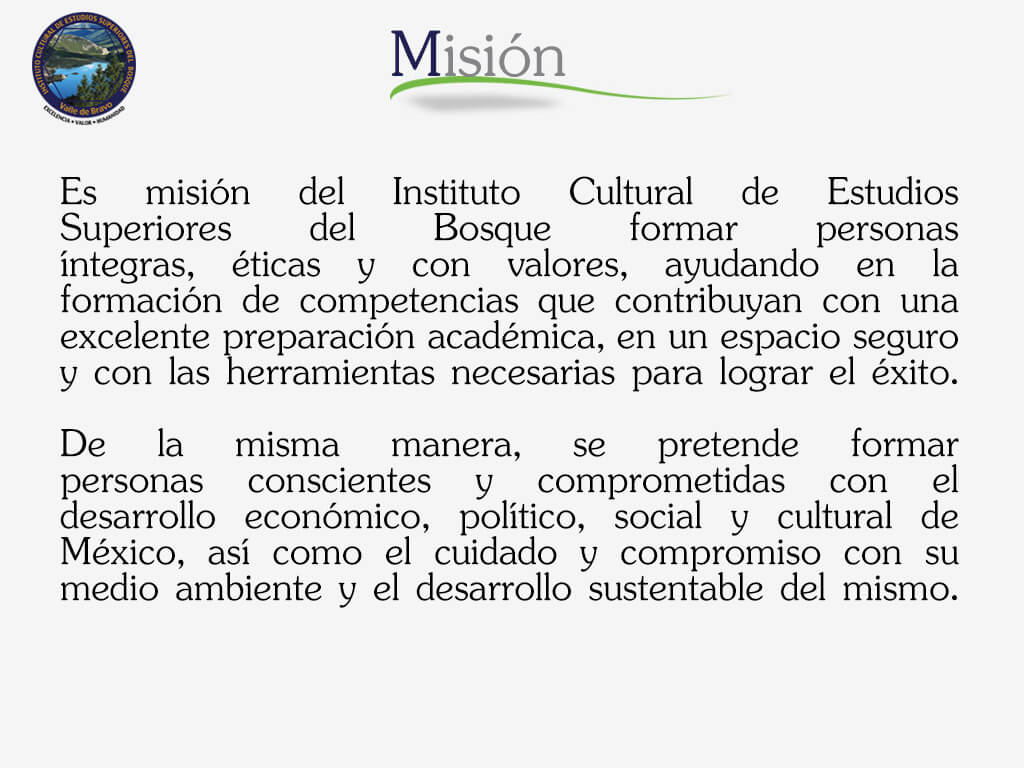 INSTITUTO CULTURAL DE ESTUDIOS SUPERIORES DEL BOSQUE
Valle de Bravo
EXCELENCIA • VALOR • HUMANIDAD
Misión
Es misión del Instituto Cultural de Estudios
Superiores del Bosque formar personas
íntegras, éticas y con valores, ayudando en la
formación de competencias que contribuyan con una
excelente preparación académica, en un espacio seguro
y con las herramientas necesarias para lograr el éxito.
De la misma manera, se pretende formar
personas conscientes y comprometidas con el
desarrollo económico, político, social y cultural de
México, así como el cuidado y compromiso con su
medio ambiente y el desarrollo sustentable del mismo.